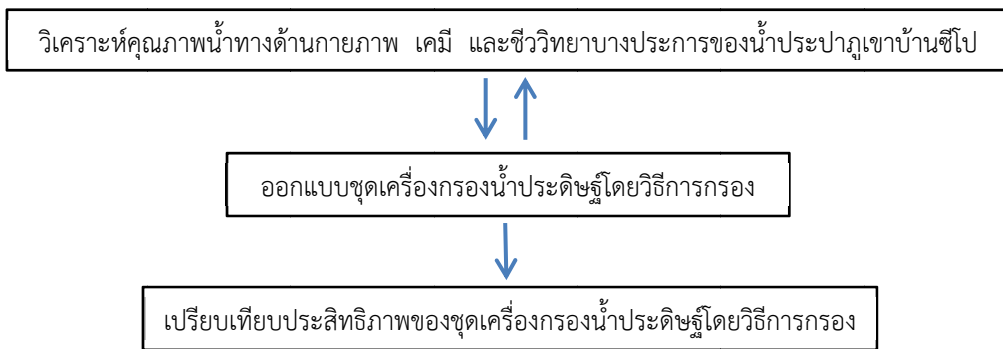 วิเคราะห์คุณภาพน้ำทางด้านกายภาพ เคมี และชีววิทยาบางประการของน้ำประปาภูเขาบ้านซีโป
ออกแบบชุดเครื่องกรองน้ำประดิษฐ์โดยวิธีการกรอง
เปรียบเทียบประสิทธิภาพของชุดเครื่องกรองน้ำประดิษฐ์โดยวิธีการกรอง